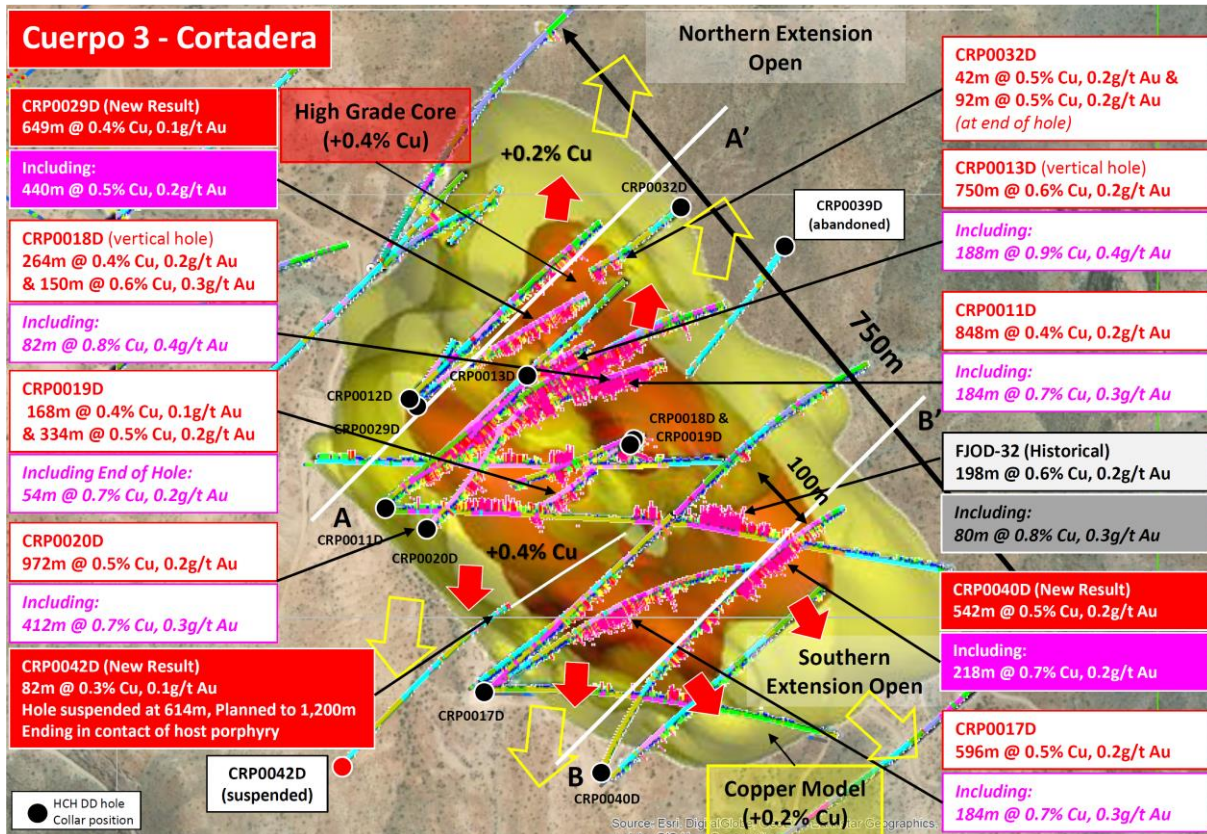 Cuerpo 3 - Cortadera
CRP0029D (New Result)
649m @ 0.4% Cu, 0.1g/t Au
Including:
440m @ 0.5% Cu, 0.2g/t Au
CRP0018D (vertical hole)
264m @ 0.4% Cu, 0.2g/t Au
& 150m @ 0.6% Cu, 0.3g/t Au
Including:
82m @ 0.8% Cu, 0.4g/t Au
CRP0019D
168m @ 0.4% Cu, 0.1g/t Au
& 334m @ 0.5% Cu, 0.2g/t Au
Including End of Hole:
54m @ 0.7% Cu, 0.2g/t Au
CRP0020D
972m @ 0.5% Cu, 0.2g/t Au
Including:
412m @ 0.7% Cu, 0.3g/t Au
CRP0042D (New Result)
82m @ 0.3% Cu, 0.1g/t Au
Hole suspended at 614m, Planned to 1,200m
Ending in contact of host porphyry
CRP0042D
(suspended)
HCH DD hole
Collar position
Northern Extension
Open
High Grade Core
(+0.4% Cu)
+0.2% Cu
A'
CRP0032D
CRP0039D
(abandoned)
750m
CRP0013D
CRP0012D
CRP0029D
CRP0018D &
CRP0019D
B'
100m
A
CRP0011D
CRP0020D
+0.4% Cu
CRP0017D
Southern
Extension Open
B
CRP0040D
Copper Model
(+0.2% Cu)
Source: Esri, DigitalGlobe, Geographics,
CRP0032D
42m @ 0.5% Cu, 0.2g/t Au &
92m @ 0.5% Cu, 0.2g/t Au
(at end of hole)
CRP0013D (vertical hole)
750m @ 0.6% Cu, 0.2g/t Au
Including:
188m @ 0.9% Cu, 0.4g/t Au
CRP0011D
848m @ 0.4% Cu, 0.2g/t Au
Including:
184m @ 0.7% Cu, 0.3g/t Au
FJOD-32 (Historical)
198m @ 0.6% Cu, 0.2g/t Au
Including:
80m @ 0.8% Cu, 0.3g/t Au
CRP0040D (New Result)
542m @ 0.5% Cu, 0.2g/t Au
Including:
218m @ 0.7% Cu, 0.2g/t Au
CRP0017D
596m @ 0.5% Cu, 0.2g/t Au
Including:
184m @ 0.7% Cu, 0.3g/t Au